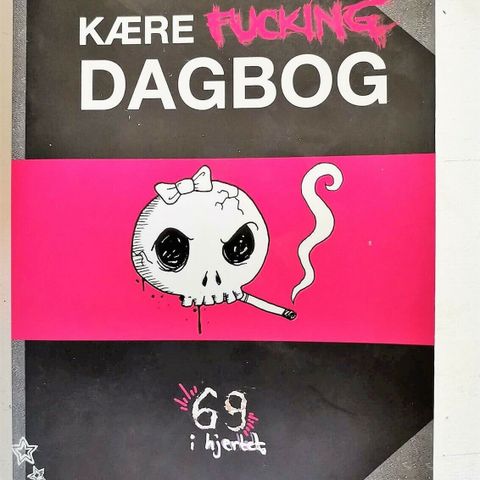 KÆRE FUCKING
DAGBOG
69
i hjertet